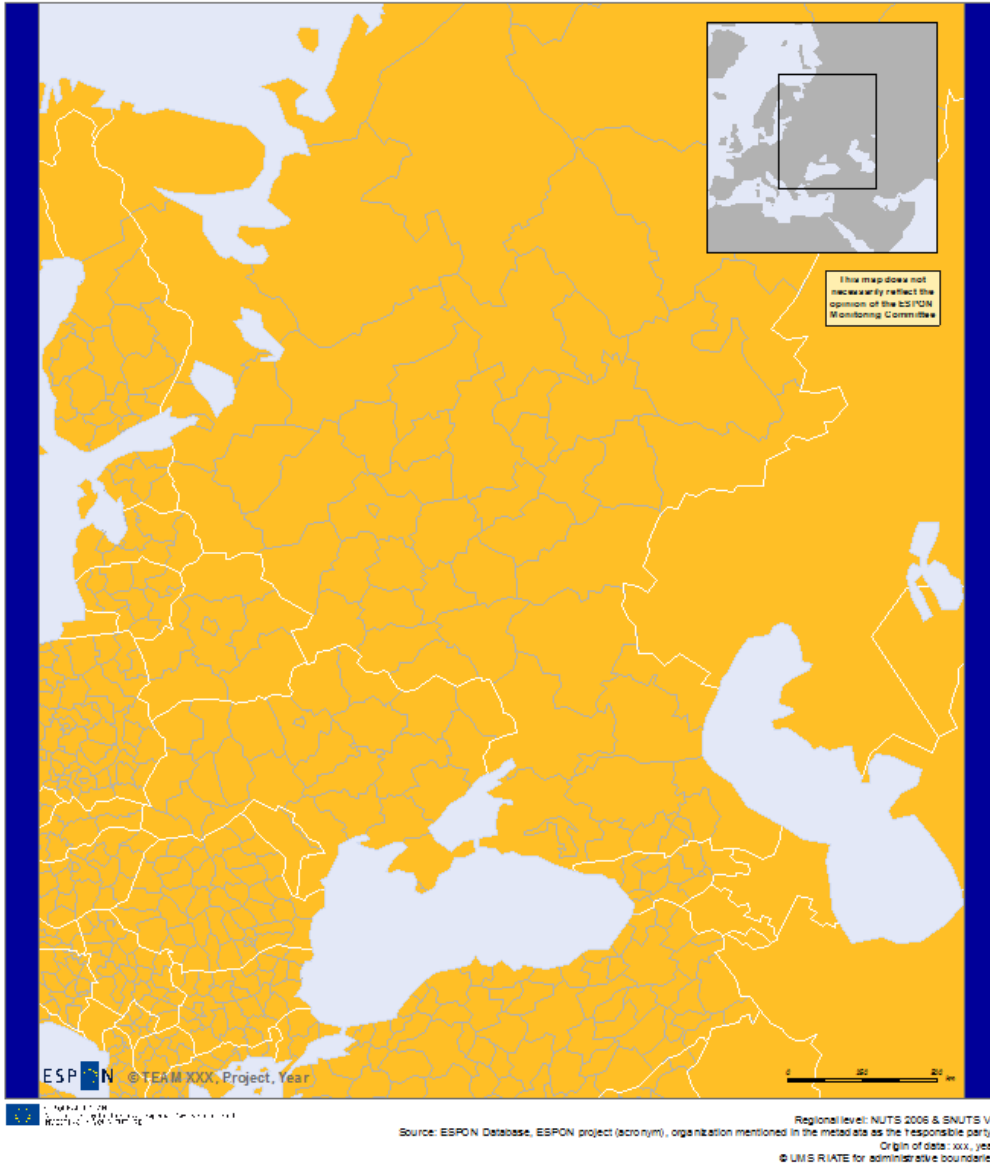 This map does not
necessarily reflect the
opinion of the ESPON
Monitoring Committee
ESPON © TEAM XXX, Project, Year
km
Regional level: NUTS 2006 & SNUTS V
Source: ESPON Database, ESPON project (acronym), organization mentioned in the metadata as the responsible party
Origin of data: xxx, yea
© UMS RIATE for administrative boundarie